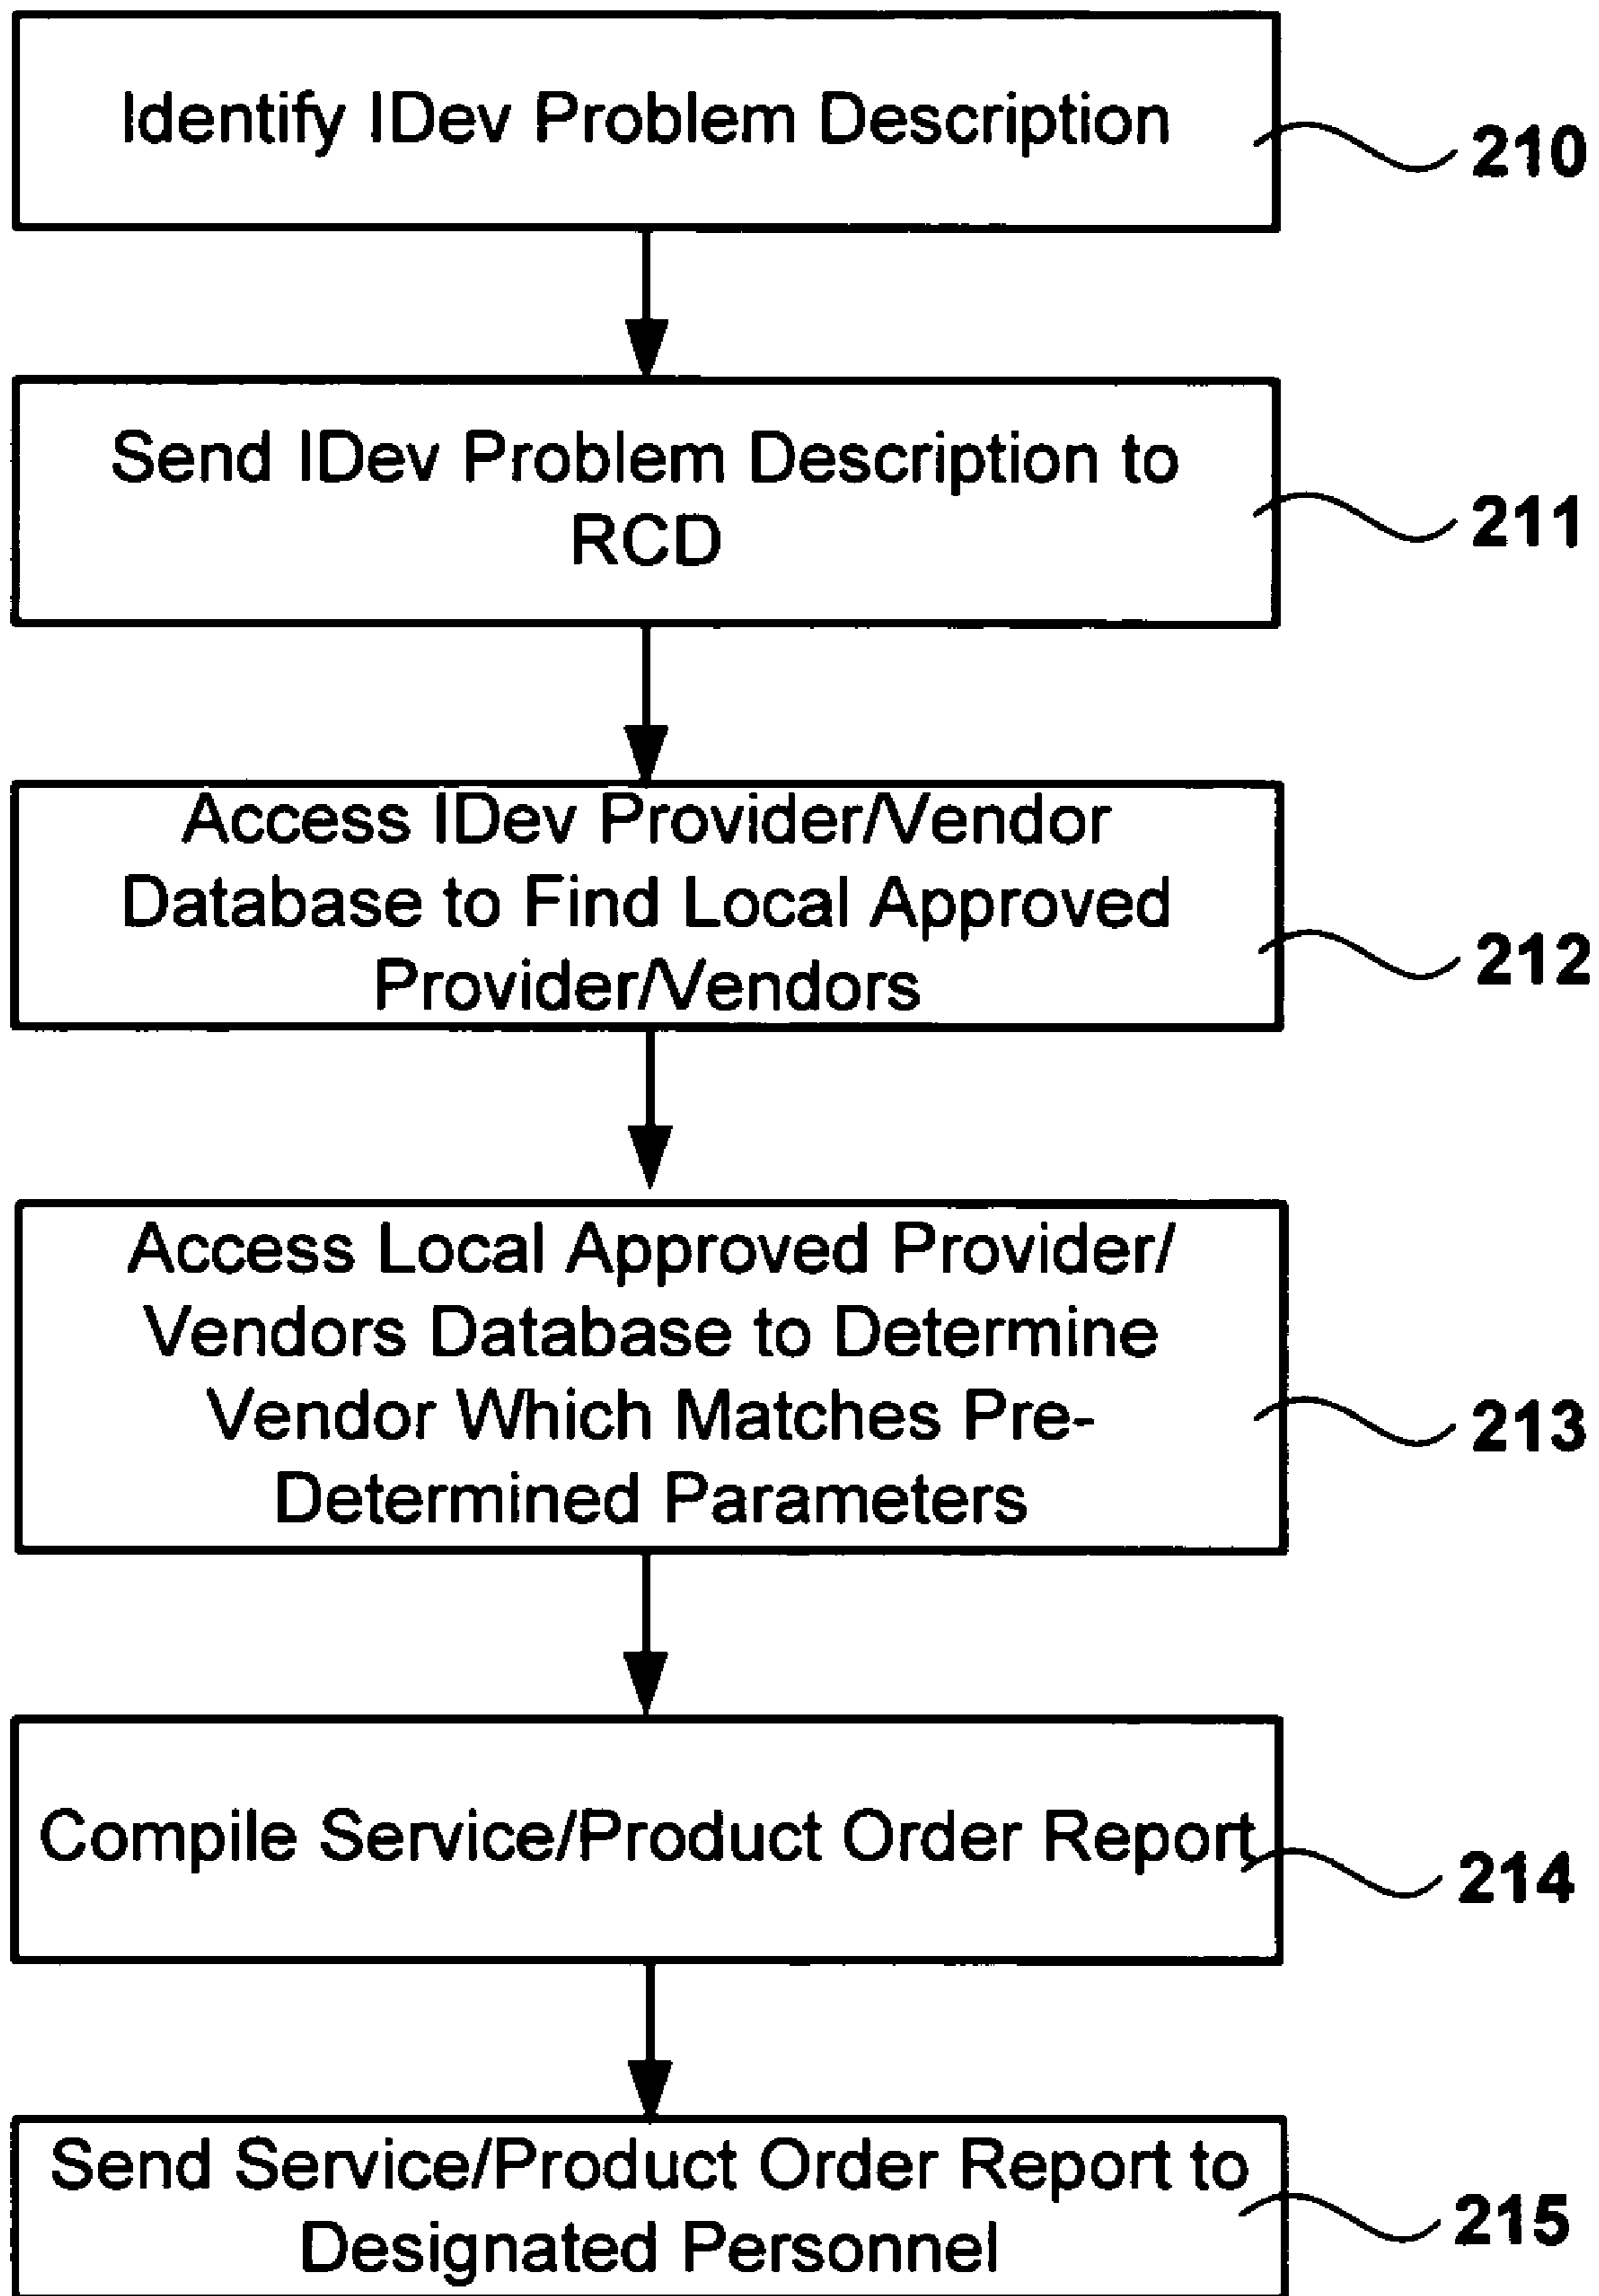 Identify IDev Problem Description
210
Send IDev Problem Description to
RCD
211
Access IDev Provider/Vendor
Database to Find Local Approved
Provider/Vendors
212
Access Local Approved Provider/
Vendors Database to Determine
Vendor Which Matches Pre-
Determined Parameters
213
Compile Service/Product Order Report
214
Send Service/Product Order Report to
Designated Personnel
215